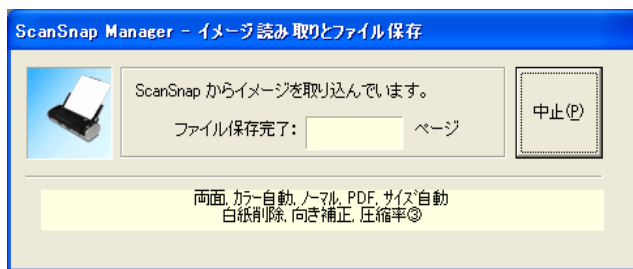 ScanSnap Manager - イメージ読み取りとファイル保存
ScanSnap からイメージを取り込んでいます。
ファイル保存完了: ページ
中止(P)
両面, カラー自動, ノーマル, PDF, サイズ自動
白紙削除, 向き補正, 圧縮率③